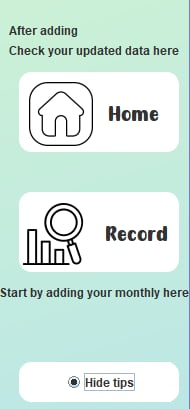 After adding
Check your updated data here
Home
Record
Start by adding your monthly here
Hide tips